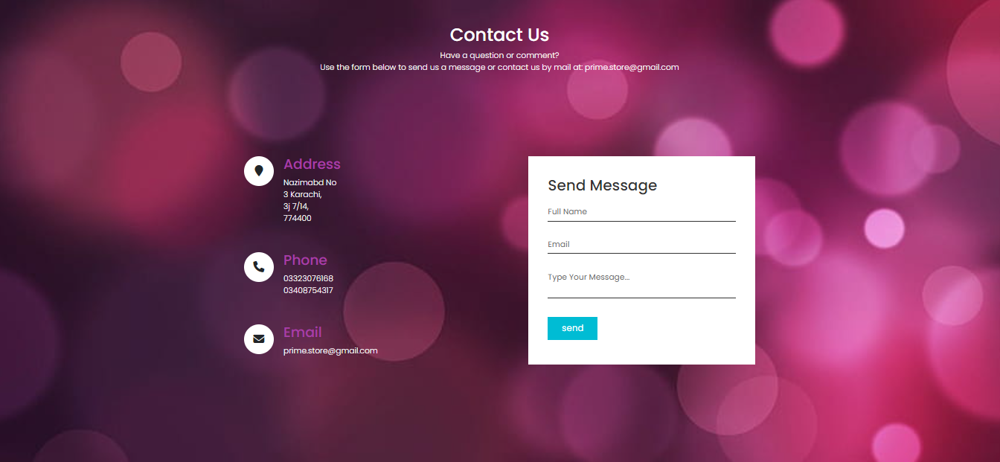 Contact Us
Have a question or comment?
Use the form below to send us a message or contact us by mail at: prime.store@gmail.com
Address
Nazimabd No
3 Karachi,
3j 7/14,
774400
Phone
03323076168
03408754317
Email
prime.store@gmail.com
Send Message
Full Name
Email
Type Your Message...
send